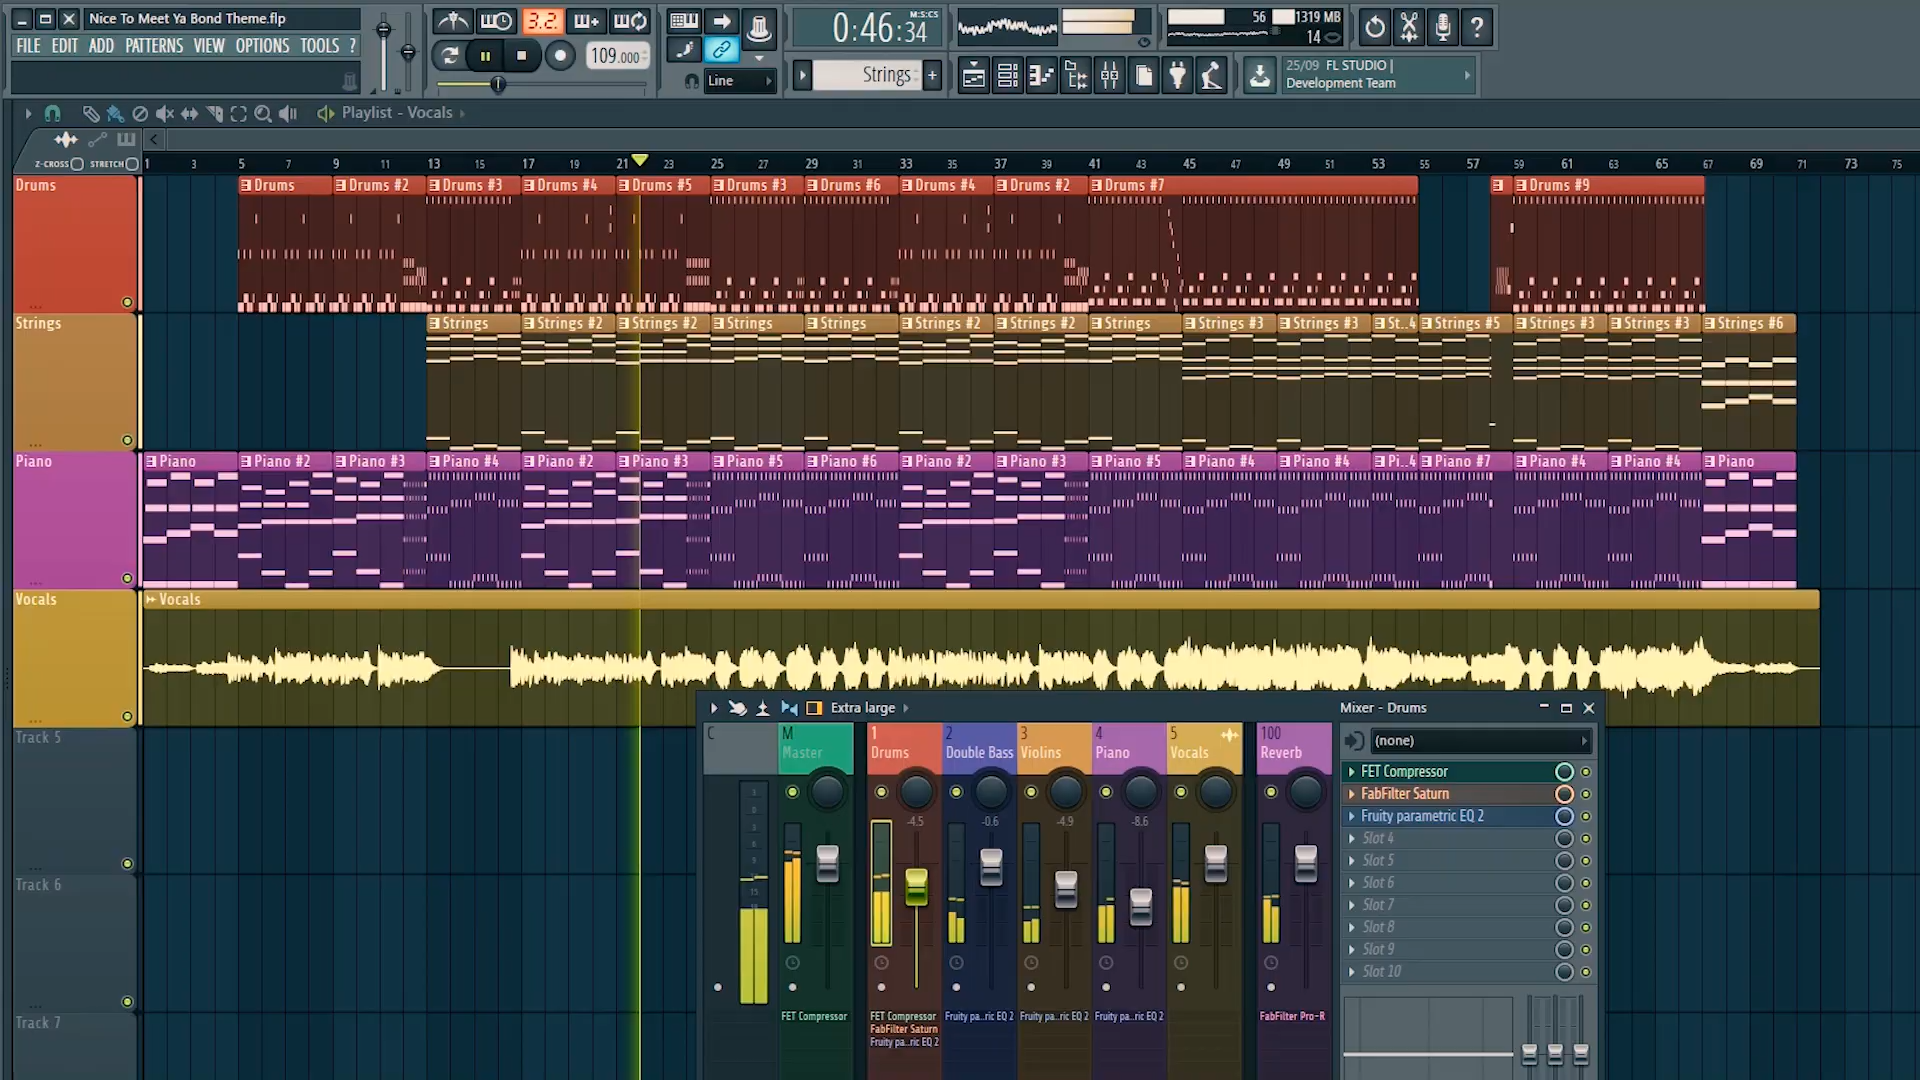 Nice To Meet Ya Bond Theme.flp
FILE EDIT ADD PATTERNS VIEW OPTIONS TOOLS ?
3.2.
109.000
Line
0:46:34
M:S:CS
Strings
+
56
1319 MB
14
?
25/09 FL STUDIO |
Development Team
Playlist - Vocals
Z-CROSS STRETCH
1 3 5 7 9 11 13 15 17 19 21 23 25 27 29 31 33 35 37 39 41 43 45 47 49 51 53 55 57 59 61 63 65 67 69 71 73 75
Drums
Drums Drums #2 Drums #3 Drums #4 Drums #5 Drums #3 Drums #6 Drums #4 Drums #2 Drums #7 Drums #9
Strings
Strings Strings #2 Strings #2 Strings Strings Strings #2 Strings #2 Strings Strings #3 Strings #3 St..4 Strings #5 Strings #3 Strings #3 Strings #6
Piano
Piano Piano #2 Piano #3 Piano #4 Piano #2 Piano #3 Piano #5 Piano #6 Piano #2 Piano #3 Piano #5 Piano #4 Piano #4 Pi..4 Piano #7 Piano #4 Piano #4 Piano
Vocals
Vocals
Track 5
Track 6
Track 7
Extra large
Mixer - Drums
C M 1 2 3 4 5 100
Master Drums Double Bass Violins Piano Vocals Reverb
-4.5 -0.6 -4.9 -8.6
FET Compressor FET Compressor Fruity pa..ric EQ 2 Fruity pa..ric EQ 2 Fruity pa..ric EQ 2 FabFilter Pro-R
FabFilter Saturn
Fruity pa..ric EQ 2
(none)
FET Compressor
FabFilter Saturn
Fruity parametric EQ 2
Slot 4
Slot 5
Slot 6
Slot 7
Slot 8
Slot 9
Slot 10